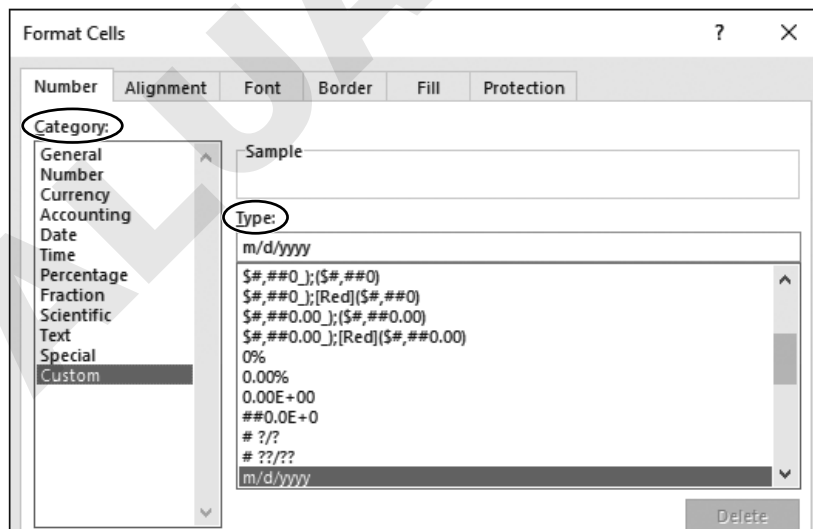 Format Cells ? ×
Number Alignment Font Border Fill Protection
Category:
General
Number
Currency
Accounting
Date
Time
Percentage
Fraction
Scientific
Text
Special
Custom
Sample
Type:
m/d/yyyy
$#,##0_);($#,##0)
$#,##0_);[Red]($#,##0)
$#,##0.00_);($#,##0.00)
$#,##0.00_);[Red]($#,##0.00)
0%
0.00%
0.00E+00
##0.0E+0
# ?/?
# ??/??
m/d/yyyy
Delete
ALUA